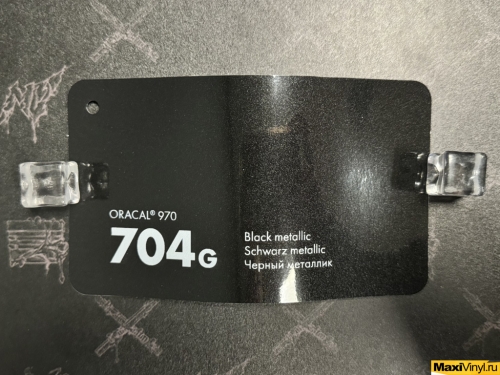 ORACAL® 970
704G
Black metallic
Schwarz metallic
Черный металлик
MaxiVinyl.ru